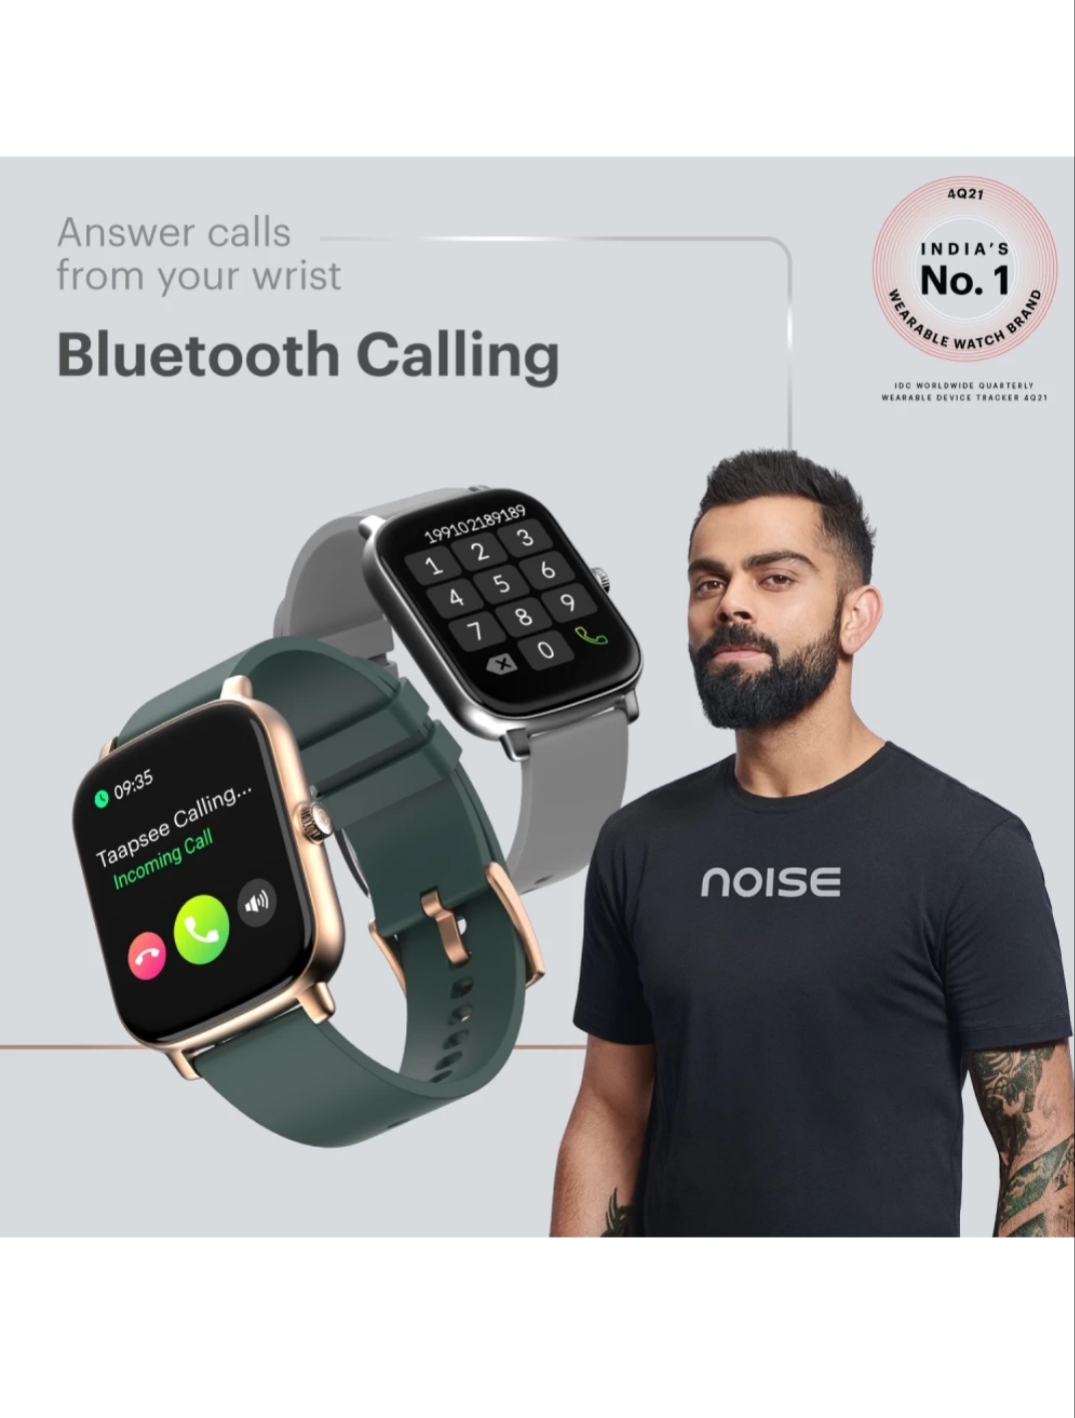 Answer calls
from your wrist
Bluetooth Calling
4Q21
INDIA'S
No. 1
WEARABLE WATCH BRAND
IDC WORLDWIDE QUARTERLY
WEARABLE DEVICE TRACKER 4Q21
199102189189
1 2 3
4 5 6
7 8 9
0
09:35
Taapsee Calling...
Incoming Call
NOISE